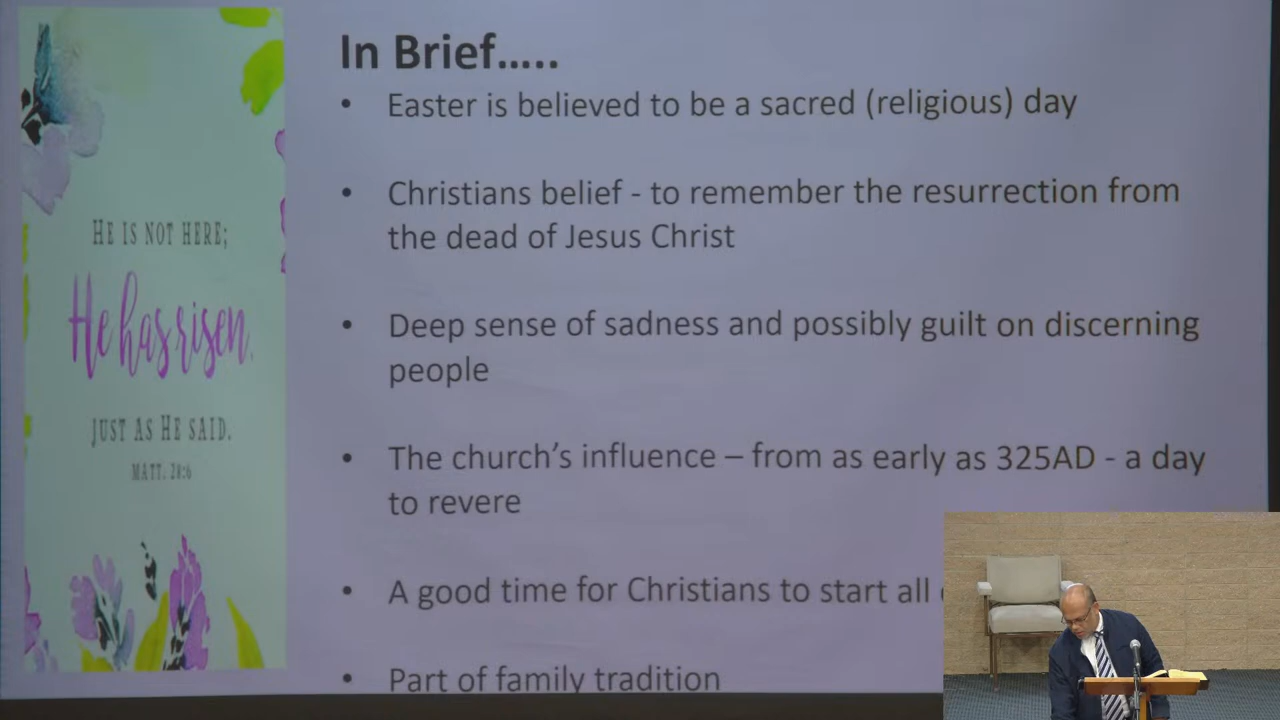 In Brief.....
• Easter is believed to be a sacred (religious) day
• Christians belief - to remember the resurrection from
the dead of Jesus Christ
• Deep sense of sadness and possibly guilt on discerning
people
• The church's influence – from as early as 325AD - a day
to revere
• A good time for Christians to start all
• Part of family tradition
HE IS NOT HERE;
He has risen.
JUST AS HE SAID.
MATT. 28:6